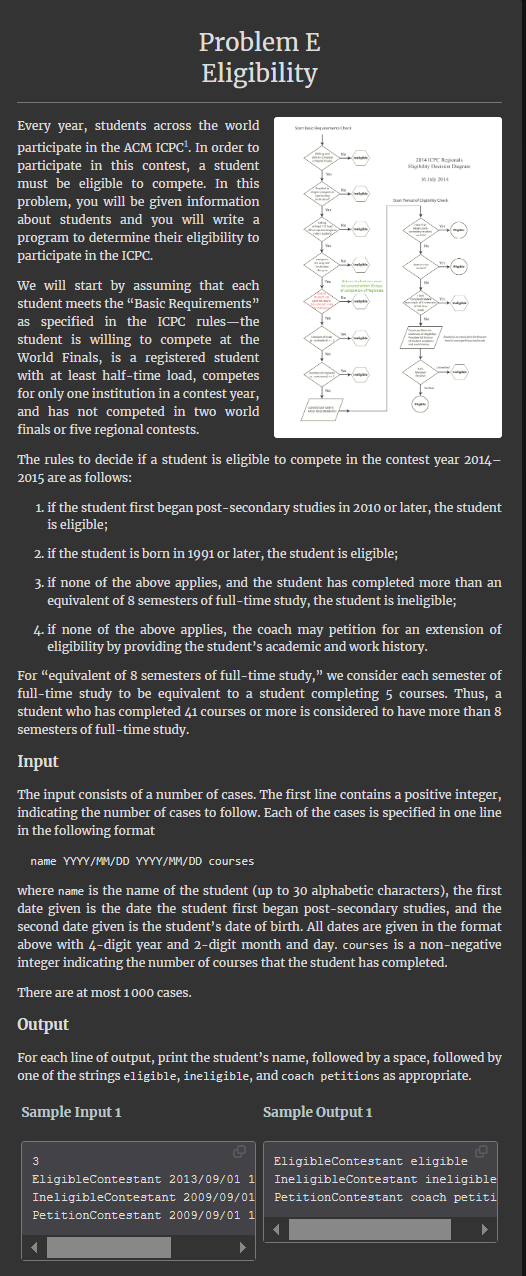 Problem E
Eligibility
Every year, students across the world
participate in the ACM ICPC1. In order to
participate in this contest, a student
must be eligible to compete. In this
problem, you will be given information
about students and you will write a
program to determine their eligibility to
participate in the ICPC.
We will start by assuming that each
student meets the “Basic Requirements”
as specified in the ICPC rules—the
student is willing to compete at the
World Finals, is a registered student
with at least half-time load, competes
for only one institution in a contest year,
and has not competed in two world
finals or five regional contests.
Start Basic Requirements Check
2014 ICPC Regionals
Eligibility Decision Diagram
16 July 2014
Start Period of Eligibility Check
The rules to decide if a student is eligible to compete in the contest year 2014–
2015 are as follows:
1. if the student first began post-secondary studies in 2010 or later, the student
is eligible;
2. if the student is born in 1991 or later, the student is eligible;
3. if none of the above applies, and the student has completed more than an
equivalent of 8 semesters of full-time study, the student is ineligible;
4. if none of the above applies, the coach may petition for an extension of
eligibility by providing the student’s academic and work history.
For “equivalent of 8 semesters of full-time study,” we consider each semester of
full-time study to be equivalent to a student completing 5 courses. Thus, a
student who has completed 41 courses or more is considered to have more than 8
semesters of full-time study.
Input
The input consists of a number of cases. The first line contains a positive integer,
indicating the number of cases to follow. Each of the cases is specified in one line
in the following format
name YYYY/MM/DD YYYY/MM/DD courses
where name is the name of the student (up to 30 alphabetic characters), the first
date given is the date the student first began post-secondary studies, and the
second date given is the student’s date of birth. All dates are given in the format
above with 4-digit year and 2-digit month and day. courses is a non-negative
integer indicating the number of courses that the student has completed.
There are at most 1 000 cases.
Output
For each line of output, print the student’s name, followed by a space, followed by
one of the strings eligible, ineligible, and coach petitions as appropriate.
Sample Input 1
3
EligibleContestant 2013/09/01 1
IneligibleContestant 2009/09/01
PetitionContestant 2009/09/01 1
Sample Output 1
EligibleContestant eligible
IneligibleContestant ineligible
PetitionContestant coach petiti